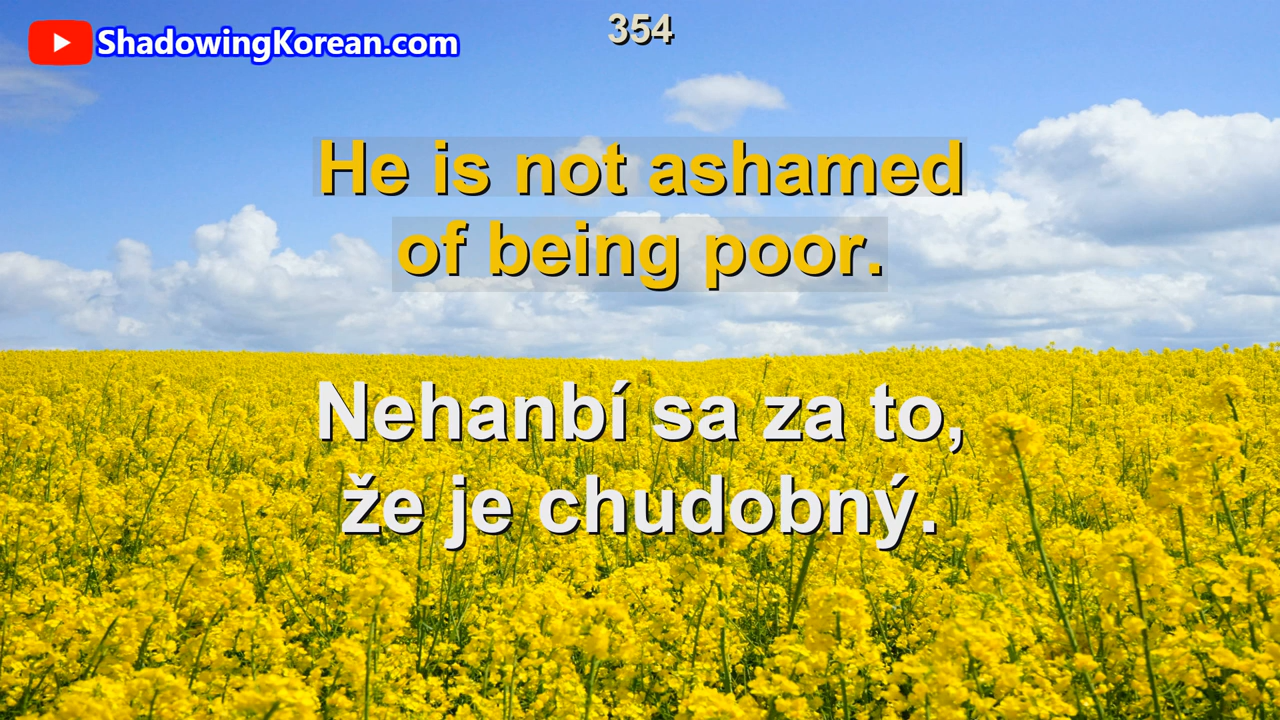 ShadowingKorean.com
354
He is not ashamed
of being poor.
Nehanbí sa za to,
že je chudobný.